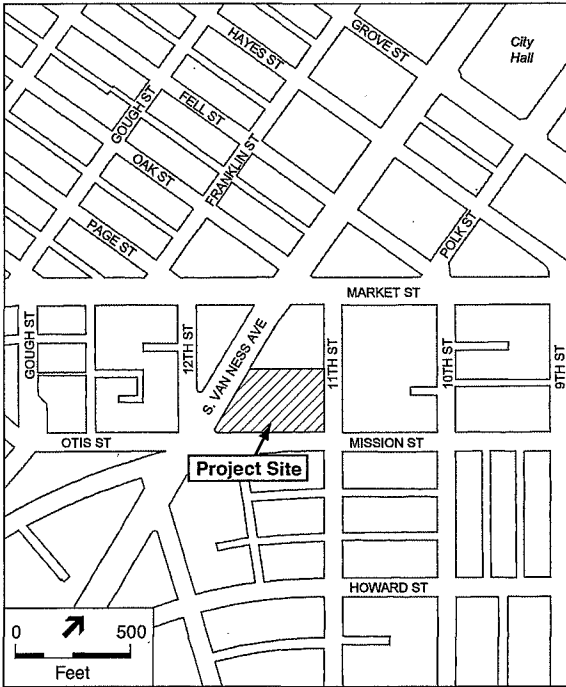 GROVE ST
HAYES ST
City
Hall
FELL ST
GOUGH ST
FRANKLIN ST
OAK ST
POLK ST
PAGE ST
MARKET ST
GOUGH ST
12TH ST
S. VAN NESS AVE
11TH ST
10TH ST
9TH ST
OTIS ST
MISSION ST
Project Site
HOWARD ST
0 500
Feet